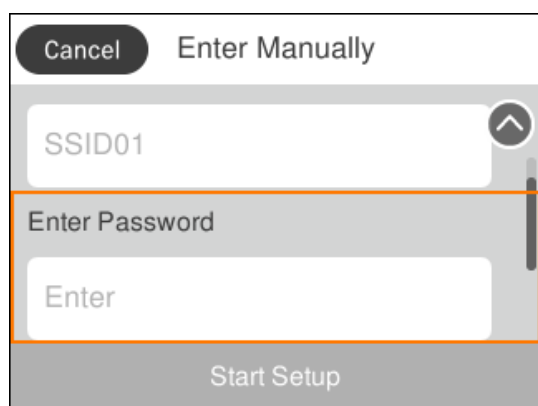 Cancel Enter Manually
SSID01
Enter Password
Enter
Start Setup